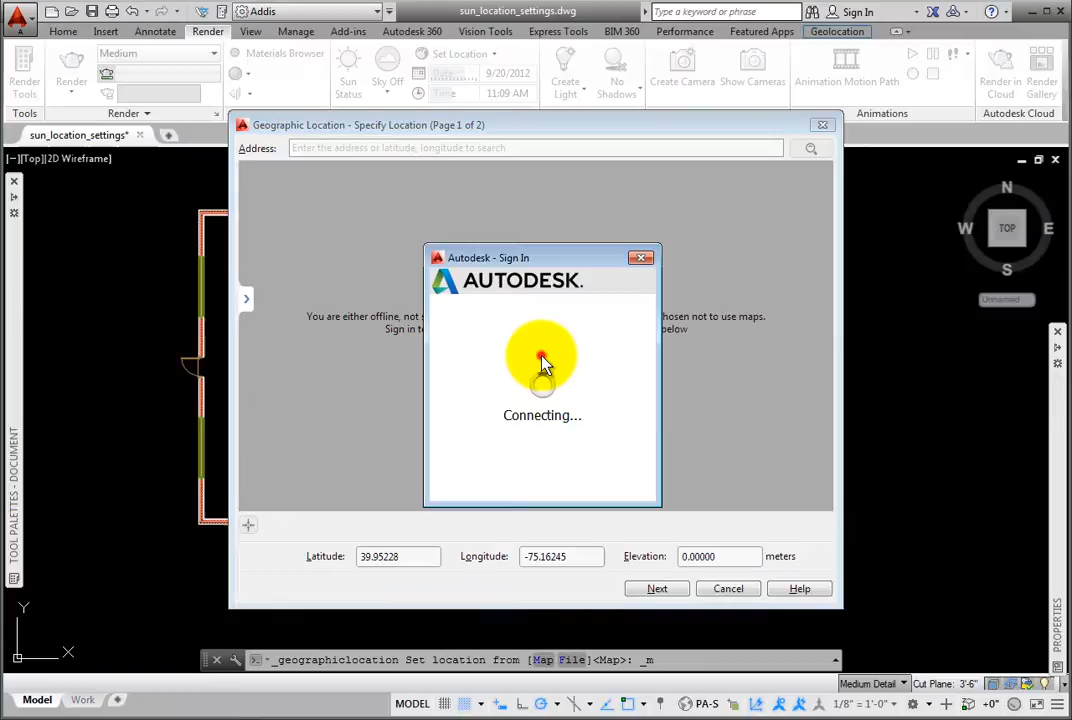 Addis
sun_location_settings.dwg
Type a keyword or phrase
Sign In
Home
Insert
Annotate
Render
View
Manage
Add-ins
Autodesk 360
Vision Tools
Express Tools
BIM 360
Performance
Featured Apps
Geolocation
Render Tools
Render
Medium
Materials Browser
Sun Status
Sky Off
Set Location
Date
9/20/2012
Time
11:09 AM
Create Light
No Shadows
Create Camera
Show Cameras
Animation Motion Path
Render in Cloud
Render Gallery
Tools
Render
Animations
Autodesk Cloud
sun_location_settings*
[−][Top][2D Wireframe]
Geographic Location - Specify Location (Page 1 of 2)
Address:
Enter the address or latitude, longitude to search
N
W
TOP
E
S
Unnamed
Autodesk - Sign In
AUTODESK.
You are either offline, not s
hosen not to use maps.
Sign in t
below
Connecting...
TOOL PALETTES - DOCUMENT
PROPERTIES
Latitude:
39.95228
Longitude:
-75.16245
Elevation:
0.00000
meters
Next
Cancel
Help
Y
X
_geographiclocation Set location from [Map File]<Map>: _m
Medium Detail
Cut Plane: 3'-6"
Model
Work
MODEL
PA-S
1/8" = 1'-0"
+0"